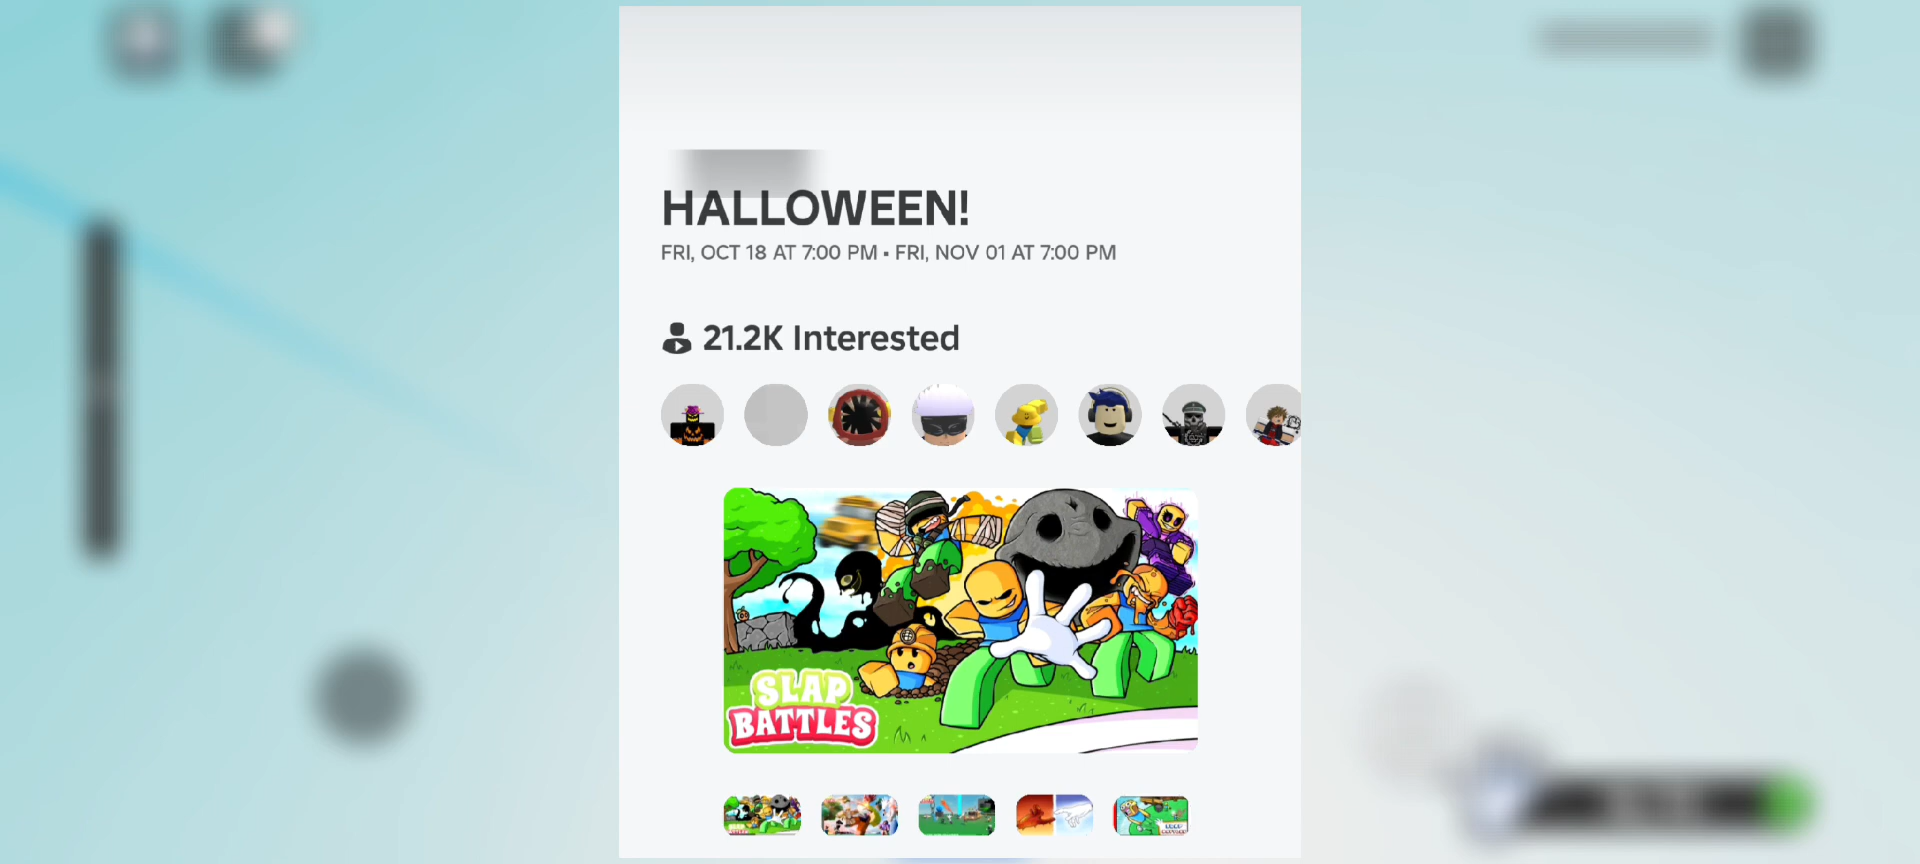 HALLOWEEN!
FRI, OCT 18 AT 7:00 PM • FRI, NOV 01 AT 7:00 PM
21.2K Interested
SLAP
BATTLES